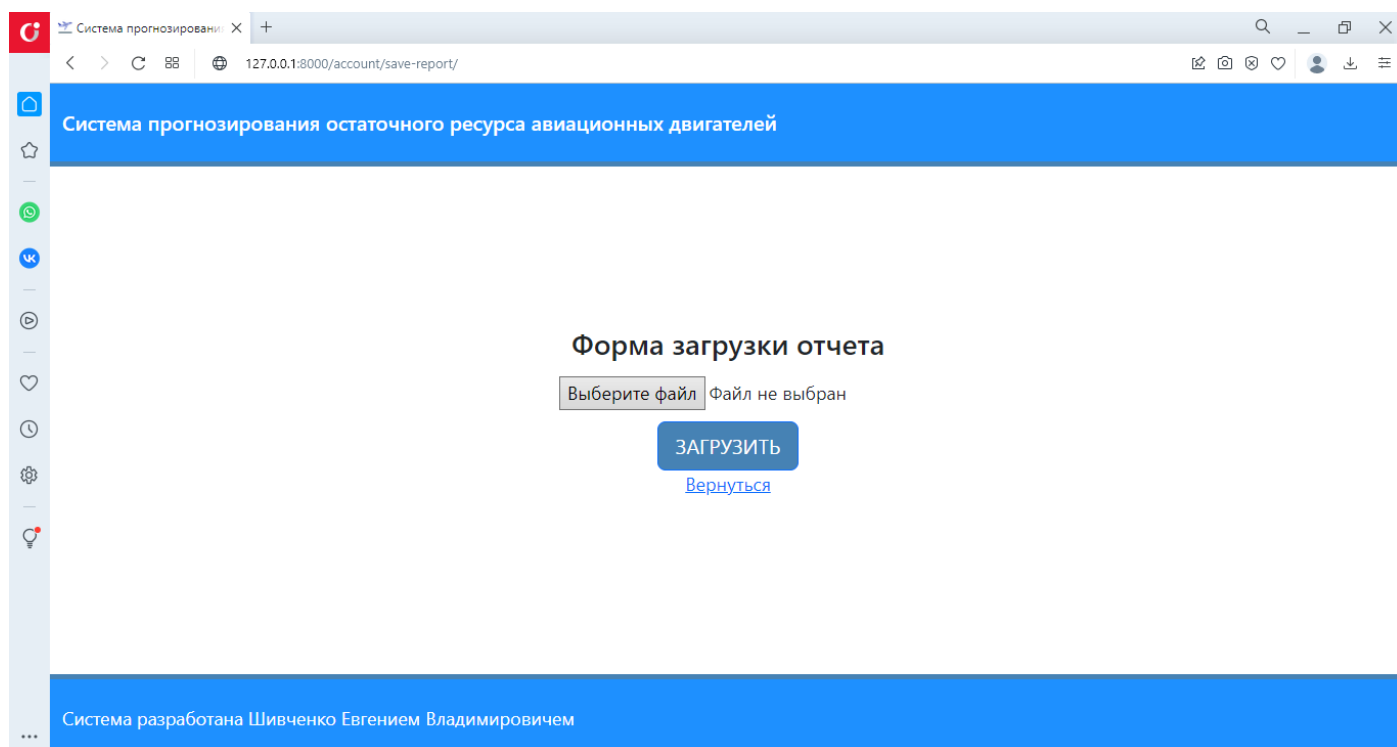 Система прогнозировани
127.0.0.1:8000/account/save-report/
Система прогнозирования остаточного ресурса авиационных двигателей
Форма загрузки отчета
Выберите файл Файл не выбран
ЗАГРУЗИТЬ
Вернуться
Система разработана Шивченко Евгением Владимировичем